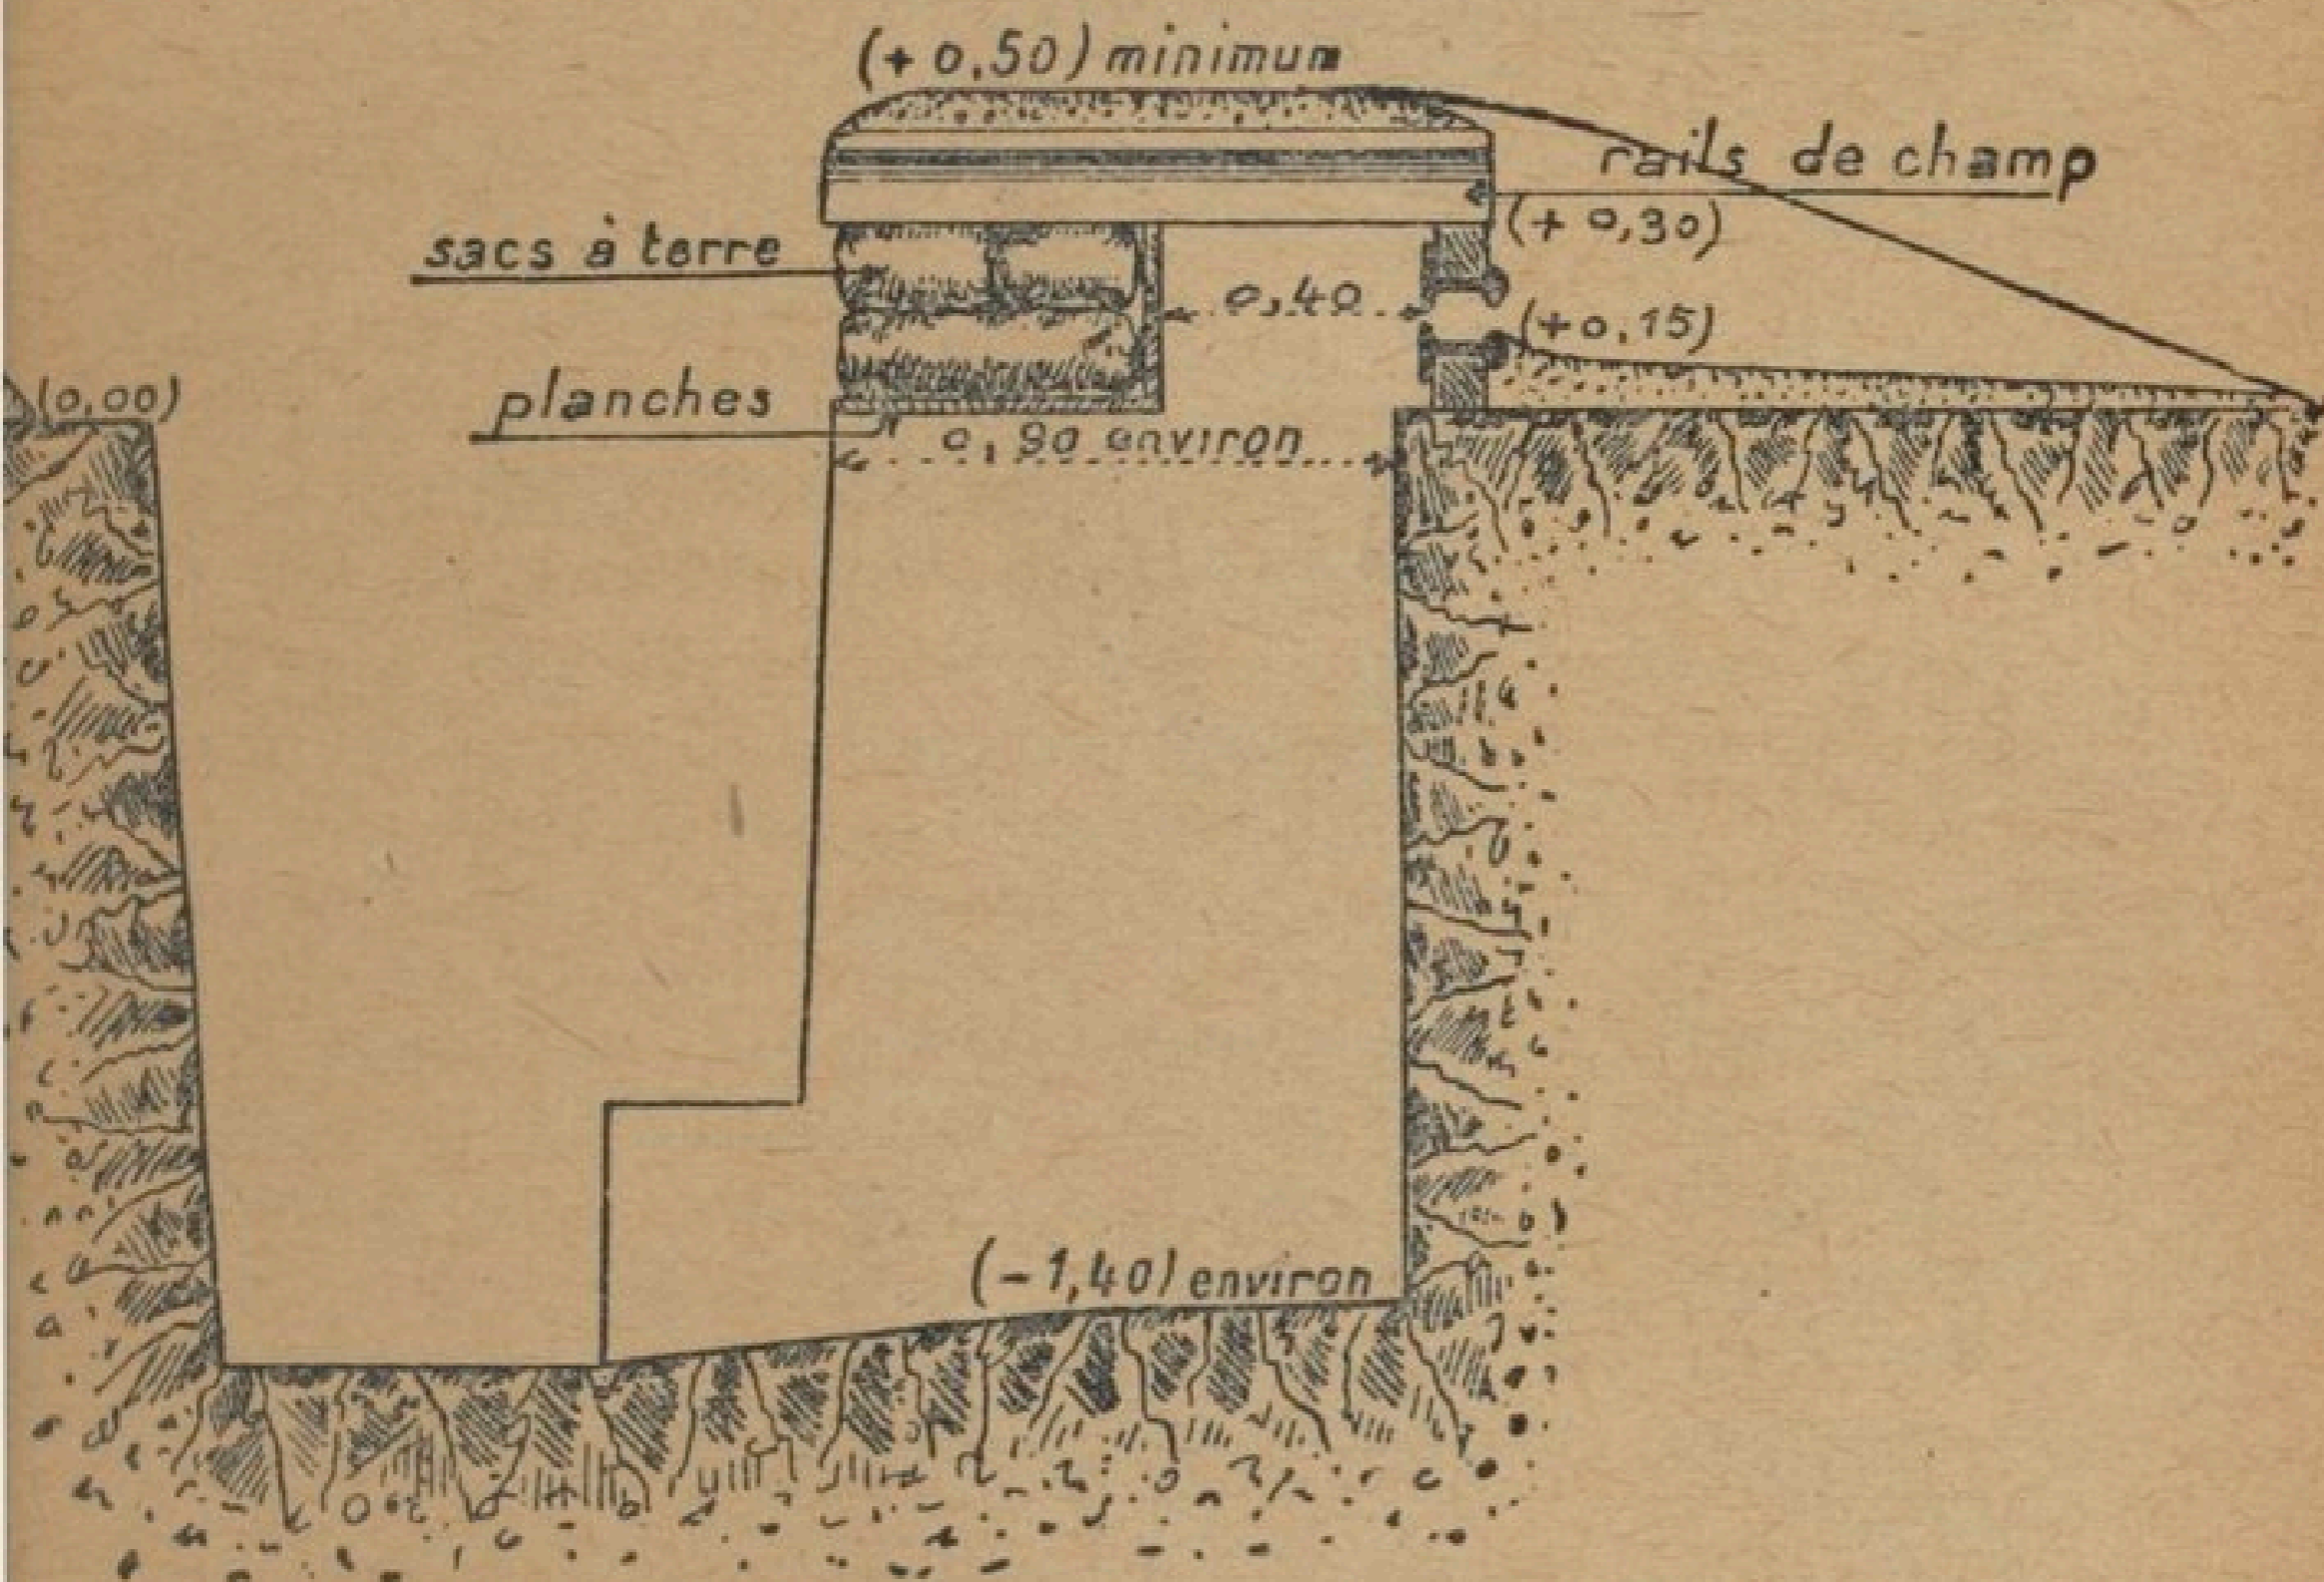 (+ 0,50) minimum
rails de champ
(+ 0,30)
sacs à terre
0,40
(+0,15)
(0,00)
planches
0,80 environ
(-1,40) environ